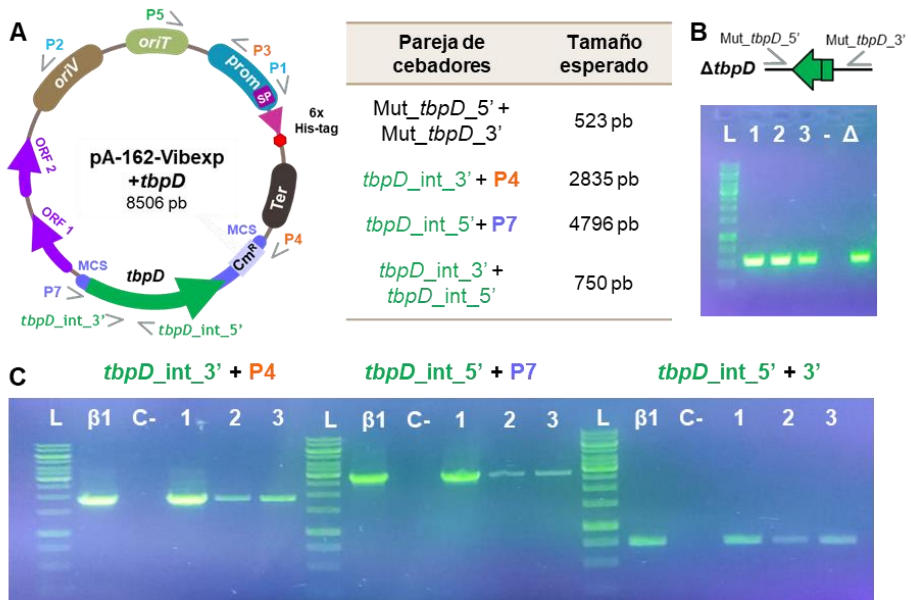 A
P5
oriT
P2
P3
P1
oriV
prom
SP
6x
His-tag
pA-162-Vibexp
+tbpD
8506 pb
ORF 2
ORF 1
Ter
MCS
P4
CmR
MCS
tbpD
P7
tbpD_int_3’
tbpD_int_5’
Pareja de
cebadores
Tamaño
esperado
Mut_tbpD_5’ +
Mut_tbpD_3’
523 pb
tbpD_int_3’ + P4
2835 pb
tbpD_int_5’ + P7
4796 pb
tbpD_int_3’ +
tbpD_int_5’
750 pb
B
Mut_tbpD_5’
Mut_tbpD_3’
ΔtbpD
L 1 2 3 - Δ
C
tbpD_int_3’ + P4
tbpD_int_5’ + P7
tbpD_int_5’ + 3’
L β1 C- 1 2 3 L β1 C- 1 2 3 L β1 C- 1 2 3